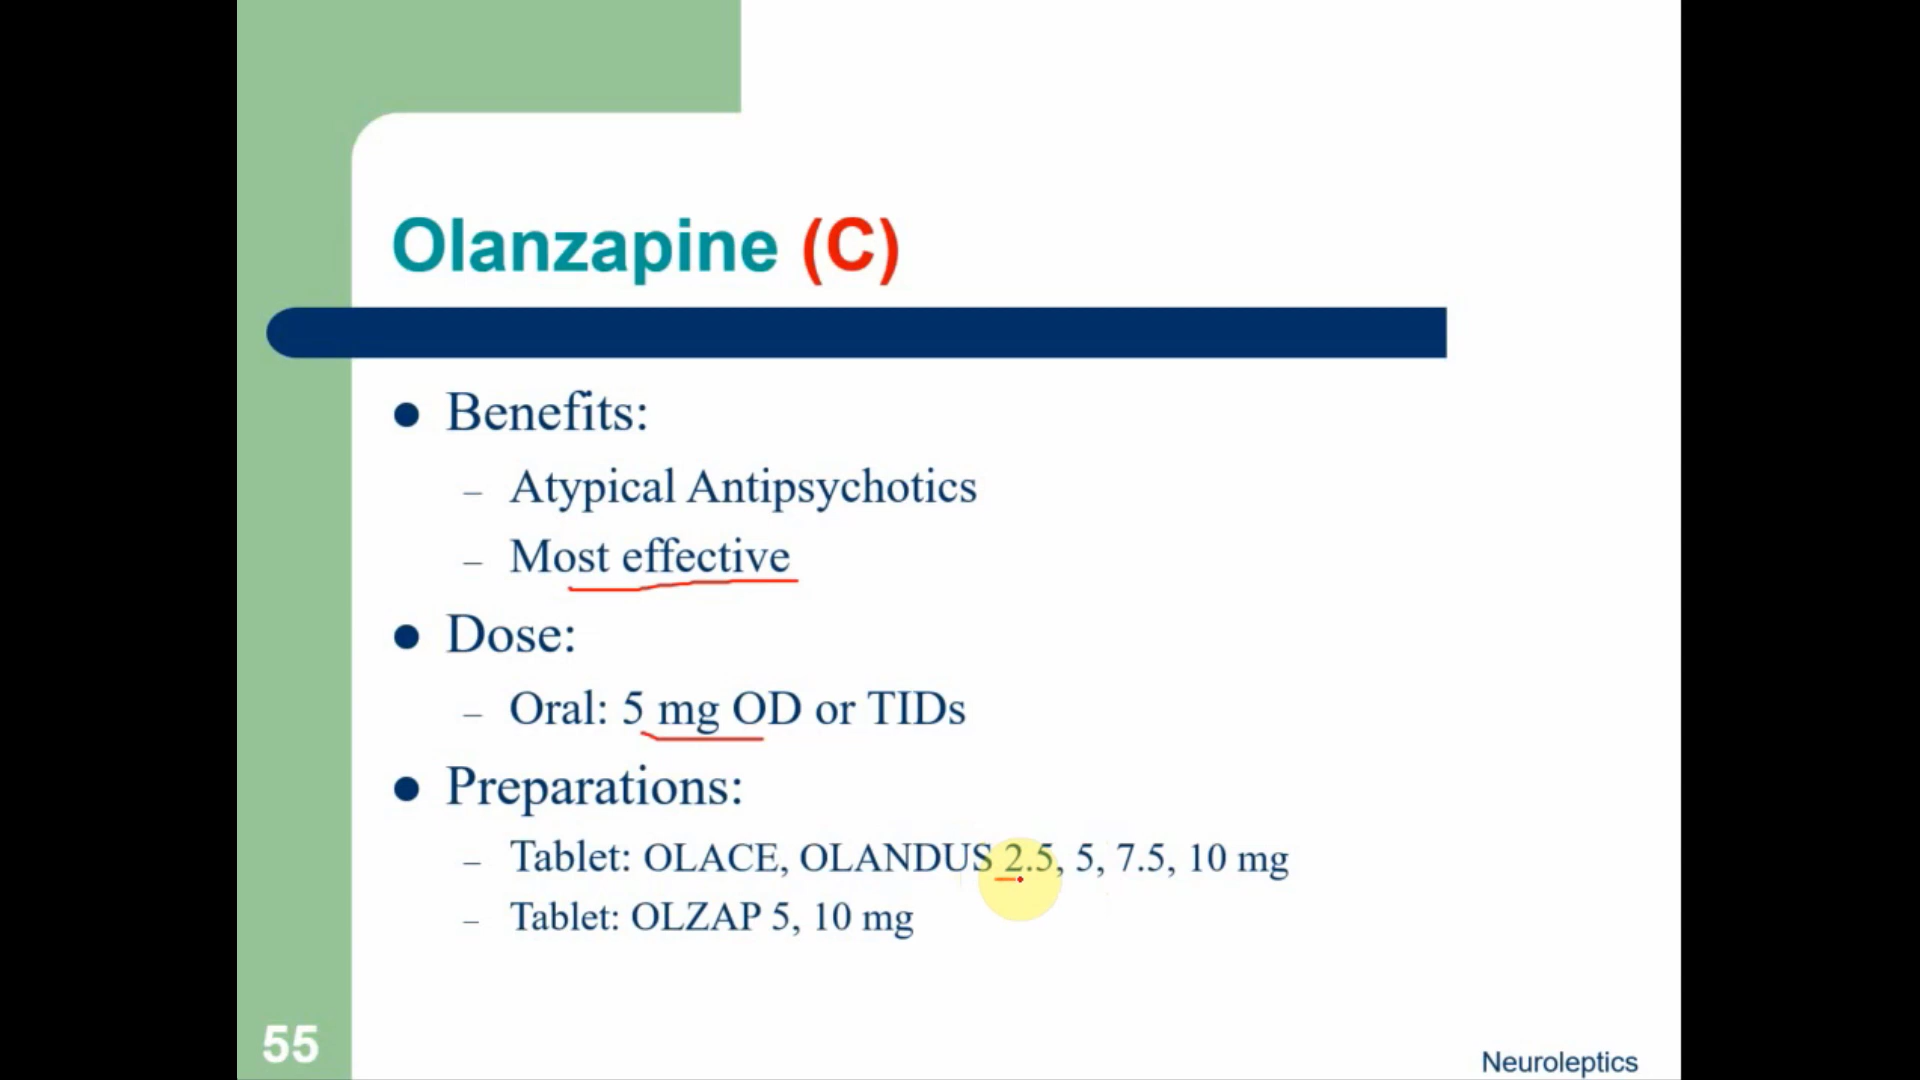 Olanzapine (C)
Benefits:
– Atypical Antipsychotics
– Most effective
Dose:
– Oral: 5 mg OD or TIDs
Preparations:
– Tablet: OLACE, OLANDUS 2.5, 5, 7.5, 10 mg
– Tablet: OLZAP 5, 10 mg
55
Neuroleptics